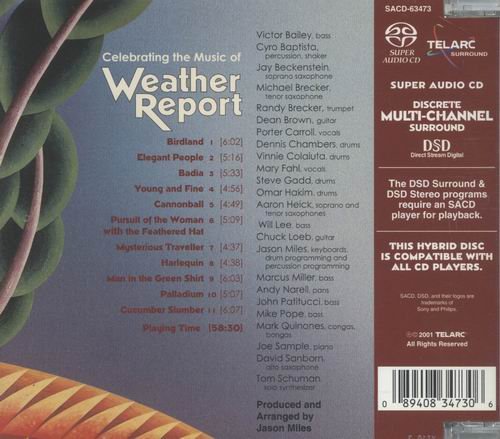 SACD-63473
Celebrating the Music of
Weather
Report
Birdland 1 [6:02]
Elegant People 2 [5:16]
Badia 3 [5:33]
Young and Fine 4 [4:56]
Cannonball 5 [4:49]
Pursuit of the Woman 6 [5:09]
with the Feathered Hat
Mysterious Traveller 7 [4:37]
Harlequin 8 [4:38]
Man in the Green Shirt 9 [6:03]
Palladium 10 [5:07]
Cucumber Slumber 11 [6:07]
Playing Time [58:30]
Victor Bailey, bass
Cyro Baptista,
percussion, shaker
Jay Beckenstein,
soprano saxophone
Michael Brecker,
tenor saxophone
Randy Brecker, trumpet
Dean Brown, guitar
Porter Carroll, vocals
Dennis Chambers, drums
Vinnie Colaiuta, drums
Mary Fahl, vocals
Steve Gadd, drums
Omar Hakim, drums
Aaron Heick, soprano and
tenor saxophones
Will Lee, bass
Chuck Loeb, guitar
Jason Miles, keyboards,
drum programming and
percussion programming
Marcus Miller, bass
Andy Narell, pans
John Patitucci, bass
Mike Pope, bass
Mark Quinones, congas,
bongos
Joe Sample, piano
David Sanborn,
alto saxophone
Tom Schuman,
solo synthesizer
Produced and
Arranged by
Jason Miles
SUPER AUDIO CD
TELARC
SURROUND
SUPER AUDIO CD
DISCRETE
MULTI-CHANNEL
SURROUND
DSD
Direct Stream Digital
The DSD Surround &
DSD Stereo programs
require an SACD
player for playback.
THIS HYBRID DISC
IS COMPATIBLE WITH
ALL CD PLAYERS.
SACD, DSD, and their logos are
trademarks of
Sony and Philips.
℗© 2001 TELARC
All Rights Reserved
0 89408 34730 6